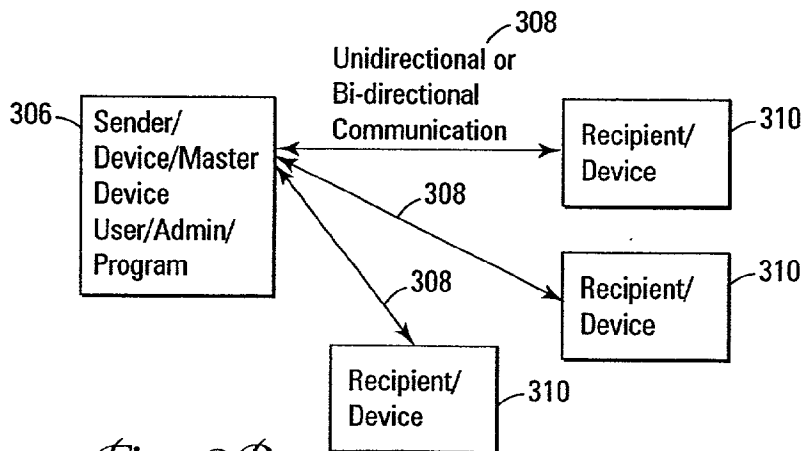 308
Unidirectional or
Bi-directional
Communication
306
Sender/
Device/Master
Device
User/Admin/
Program
Recipient/
Device
310
308
308
Recipient/
Device
310
Recipient/
Device
310